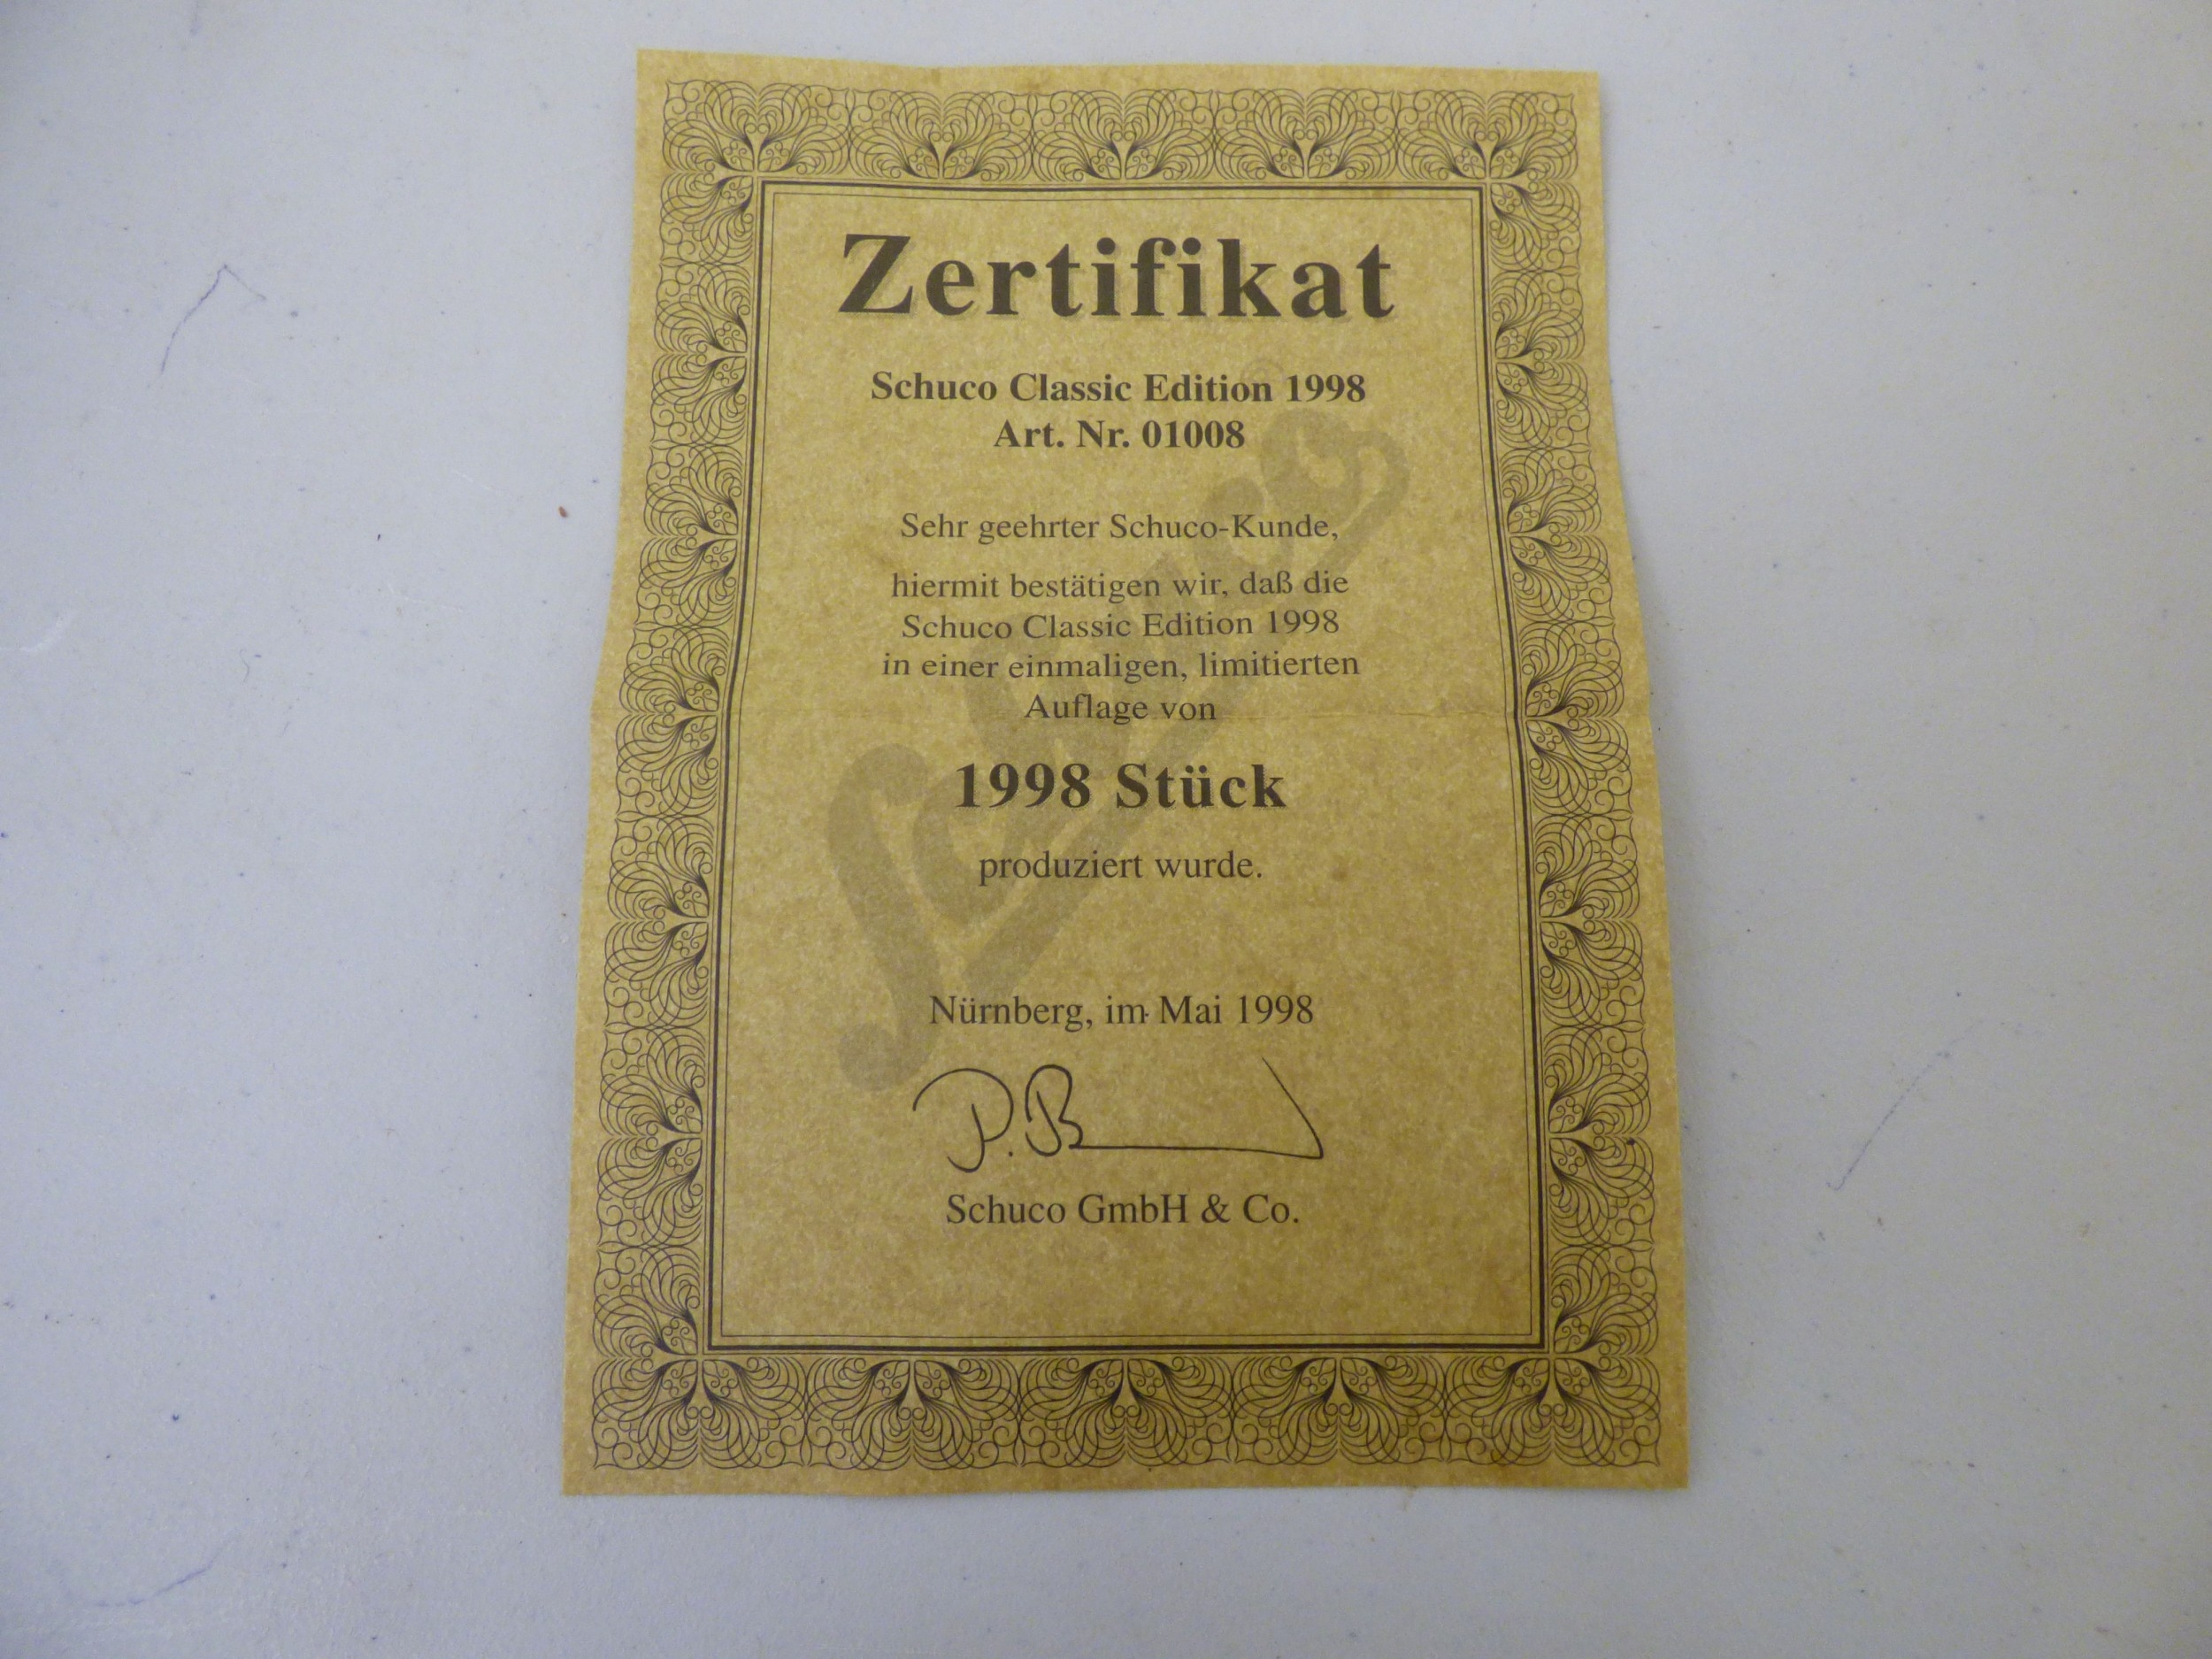 Zertifikat
Schuco Classic Edition 1998
Art. Nr. 01008
Sehr geehrter Schuco-Kunde,
hiermit bestätigen wir, daß die
Schuco Classic Edition 1998
in einer einmaligen, limitierten
Auflage von
1998 Stück
produziert wurde.
Nürnberg, im Mai 1998
Schuco GmbH & Co.
Schuco